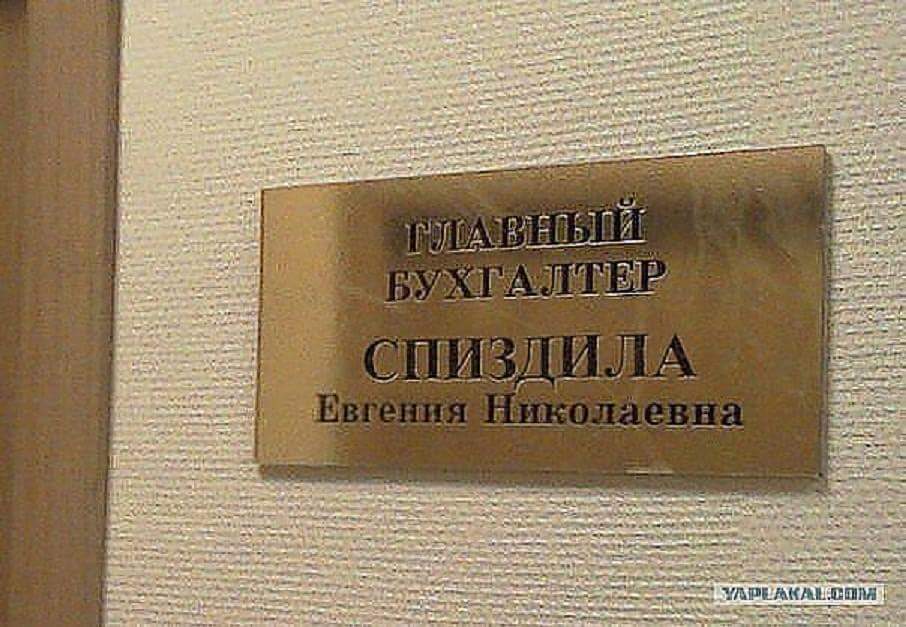 ГЛАВНЫЙ
БУХГАЛТЕР
СПИЗДИЛА
Евгения Николаевна
YAPLAKAL.COM